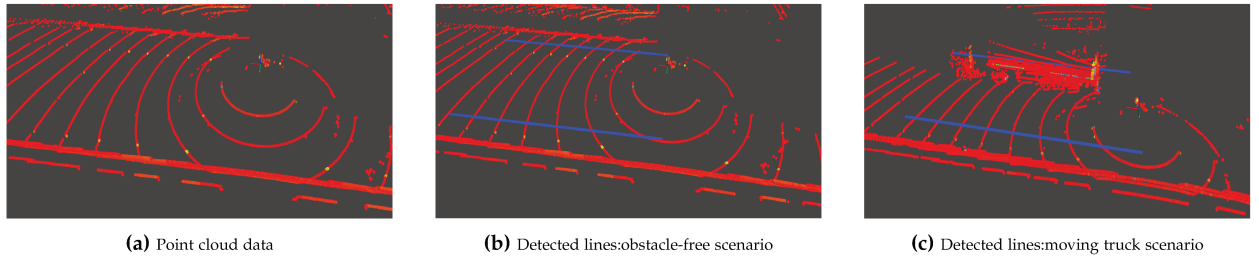 (a) Point cloud data
(b) Detected lines:obstacle-free scenario
(c) Detected lines:moving truck scenario